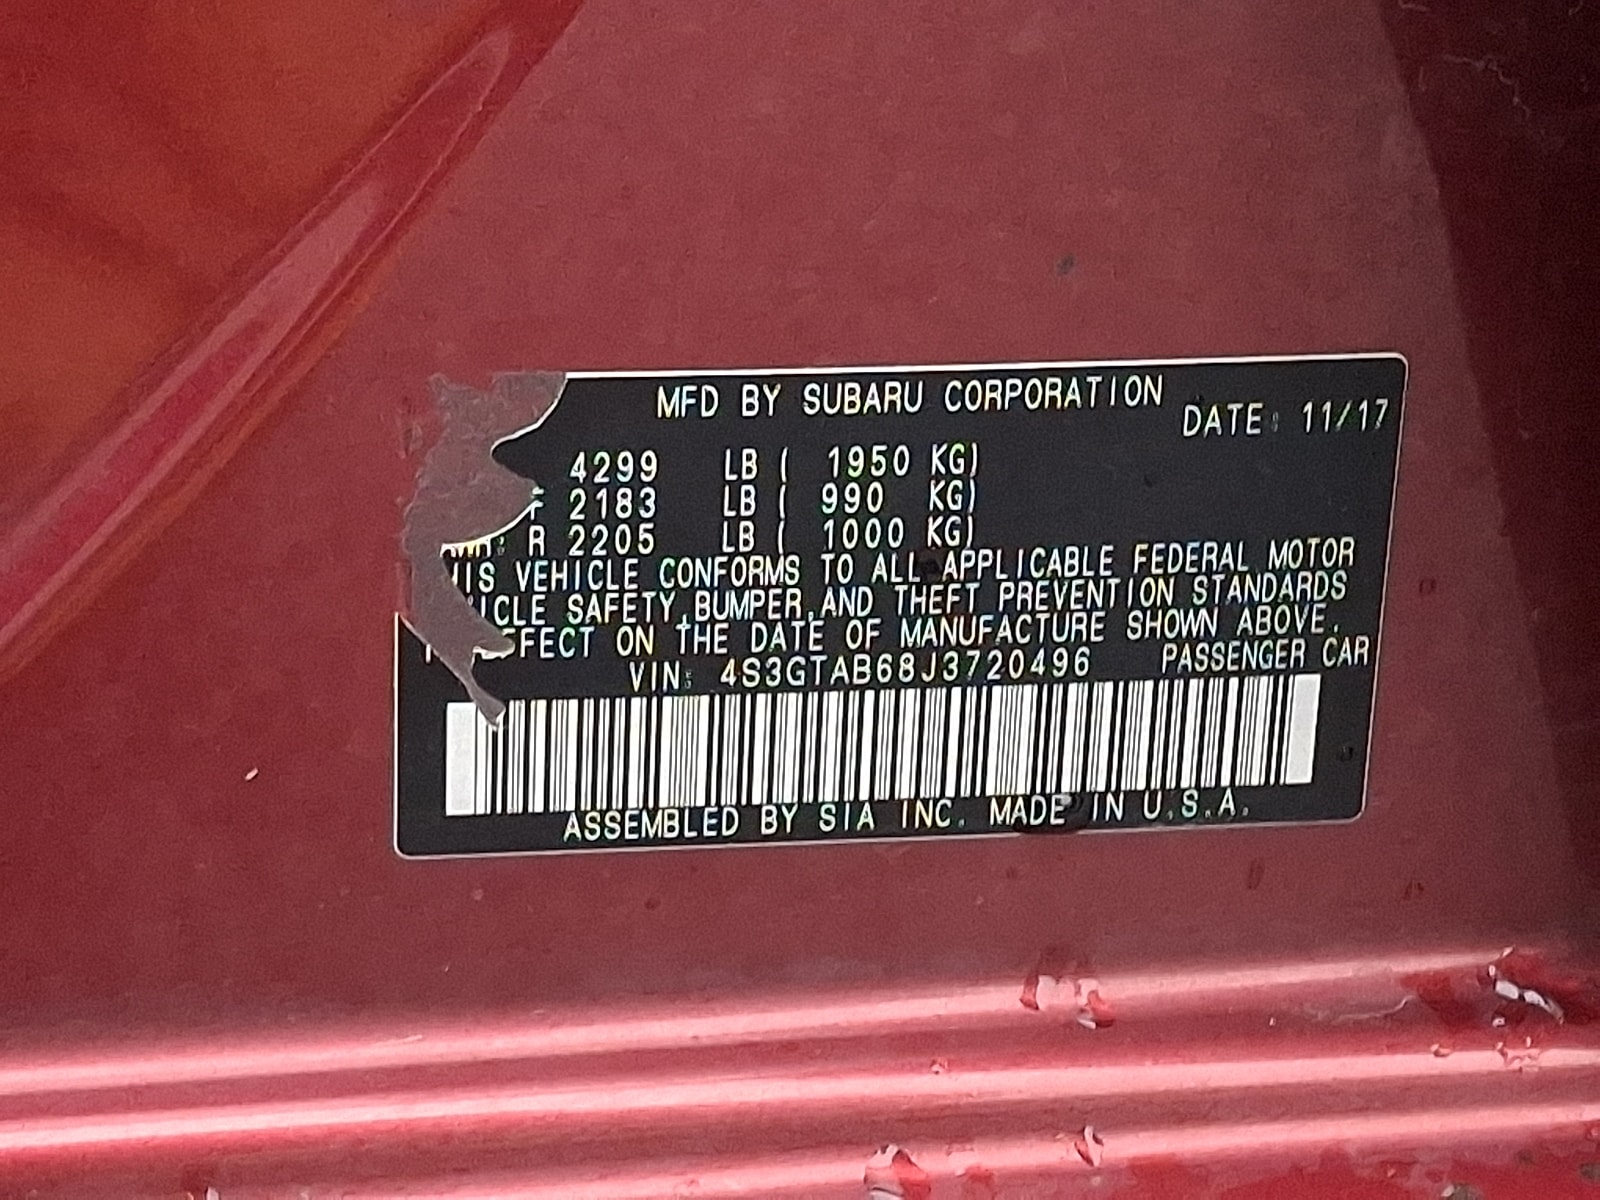 MFD BY SUBARU CORPORATION
DATE: 11/17
4299 LB ( 1950 KG)
F 2183 LB ( 990 KG)
R 2205 LB ( 1000 KG)
VEHICLE CONFORMS TO ALL APPLICABLE FEDERAL MOTOR
SAFETY,BUMPER,AND THEFT PREVENTION STANDARDS
EFFECT ON THE DATE OF MANUFACTURE SHOWN ABOVE.
VIN: 4S3GTAB68J3720496 PASSENGER CAR
ASSEMBLED BY SIA INC. MADE IN U.S.A.